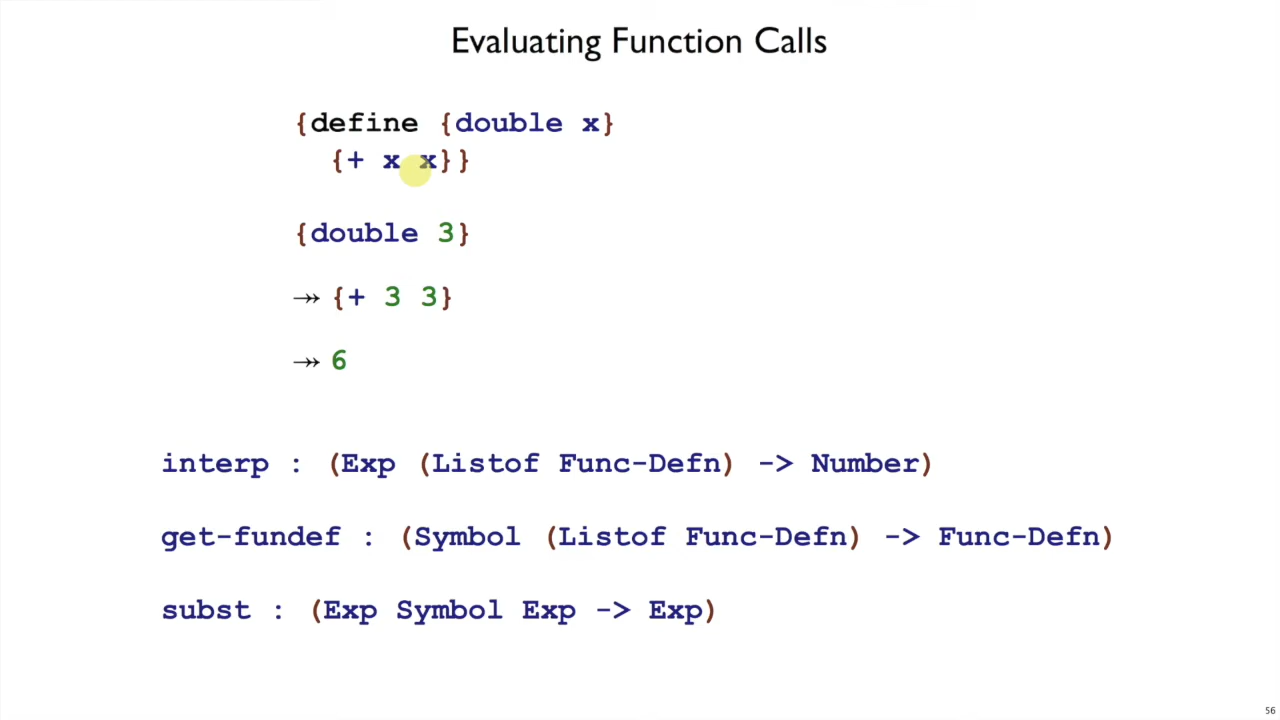 Evaluating Function Calls
{define {double x}
{+ x x}}
{double 3}
↠ {+ 3 3}
↠ 6
interp : (Exp (Listof Func-Defn) -> Number)
get-fundef : (Symbol (Listof Func-Defn) -> Func-Defn)
subst : (Exp Symbol Exp -> Exp)
56